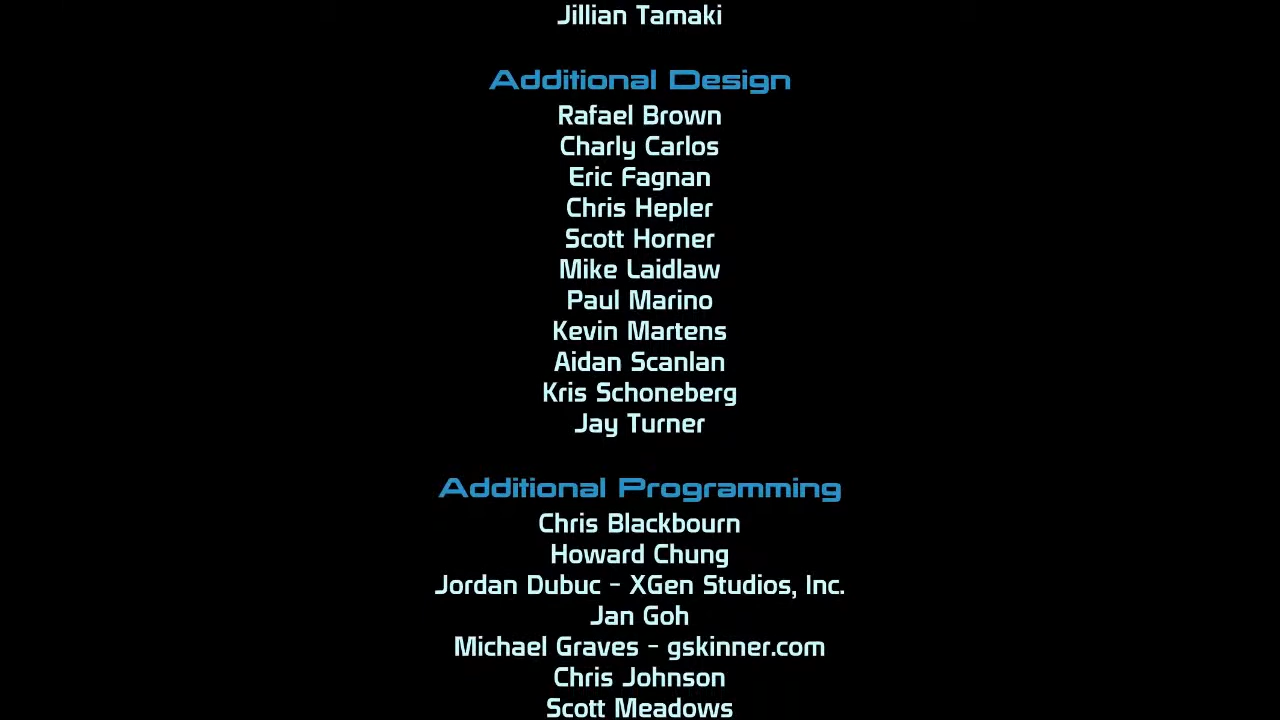 Jillian Tamaki
Additional Design
Rafael Brown
Charly Carlos
Eric Fagnan
Chris Hepler
Scott Horner
Mike Laidlaw
Paul Marino
Kevin Martens
Aidan Scanlan
Kris Schoneberg
Jay Turner
Additional Programming
Chris Blackbourn
Howard Chung
Jordan Dubuc - XGen Studios, Inc.
Jan Goh
Michael Graves - gskinner.com
Chris Johnson
Scott Meadows